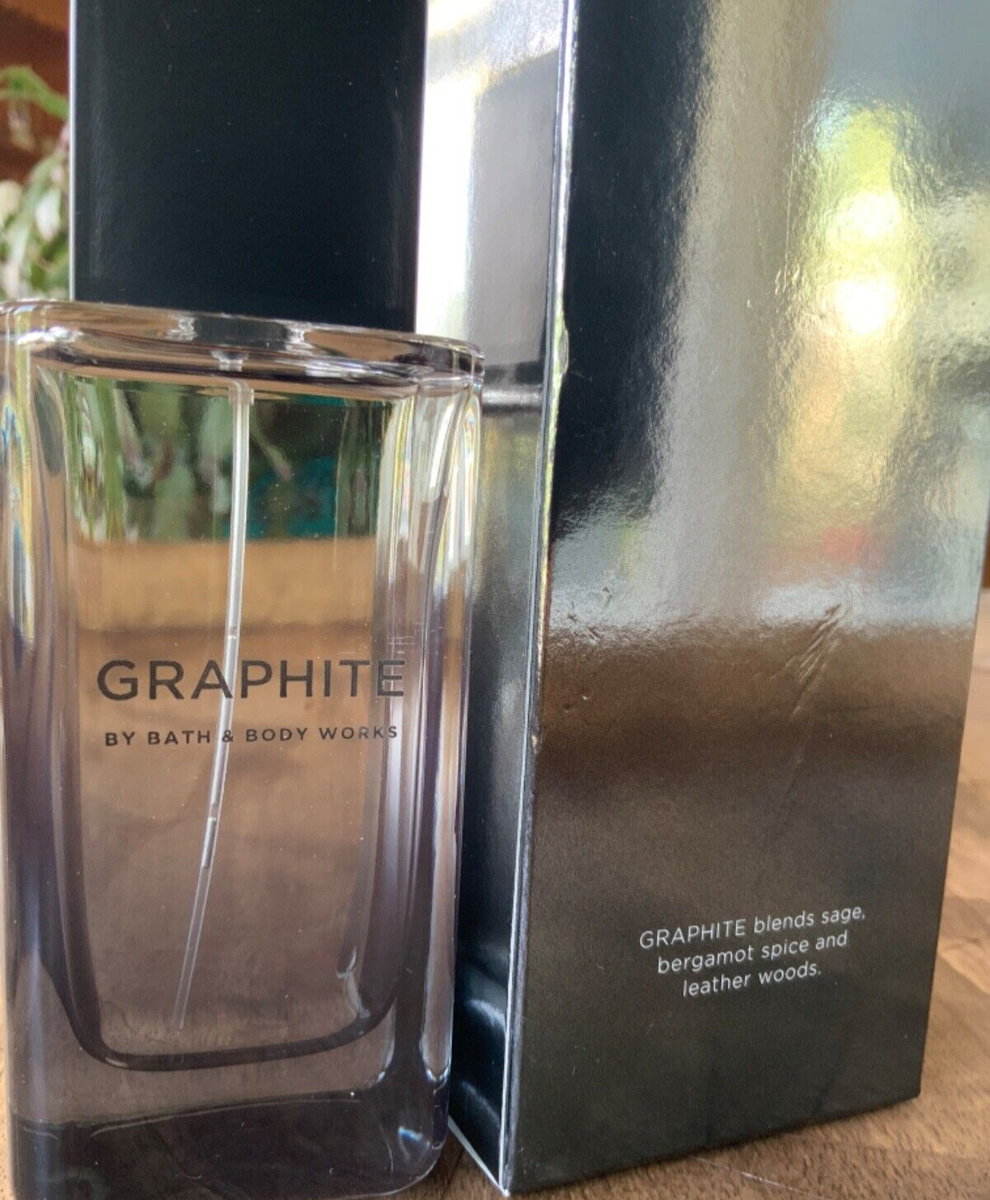 GRAPHITE
BY BATH & BODY WORKS
GRAPHITE blends sage,
bergamot spice and
leather woods.